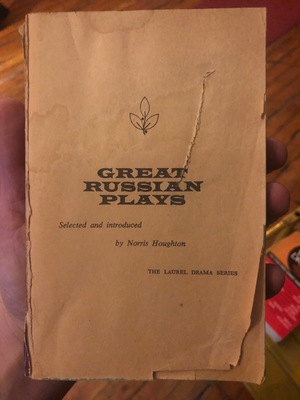 GREAT
RUSSIAN
PLAYS
Selected and introduced
by Norris Houghton
THE LAUREL DRAMA SERIES